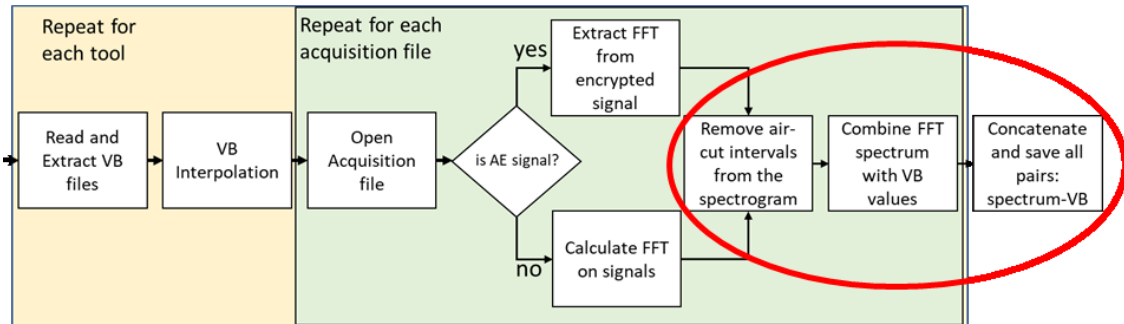 Repeat for
each tool
Repeat for each
acquisition file
Read and
Extract VB
files
VB
Interpolation
Open
Acquisition
file
is AE signal?
yes
Extract FFT
from
encrypted
signal
no
Calculate FFT
on signals
Remove air-
cut intervals
from the
spectrogram
Combine FFT
spectrum
with VB
values
Concatenate
and save all
pairs:
spectrum-VB